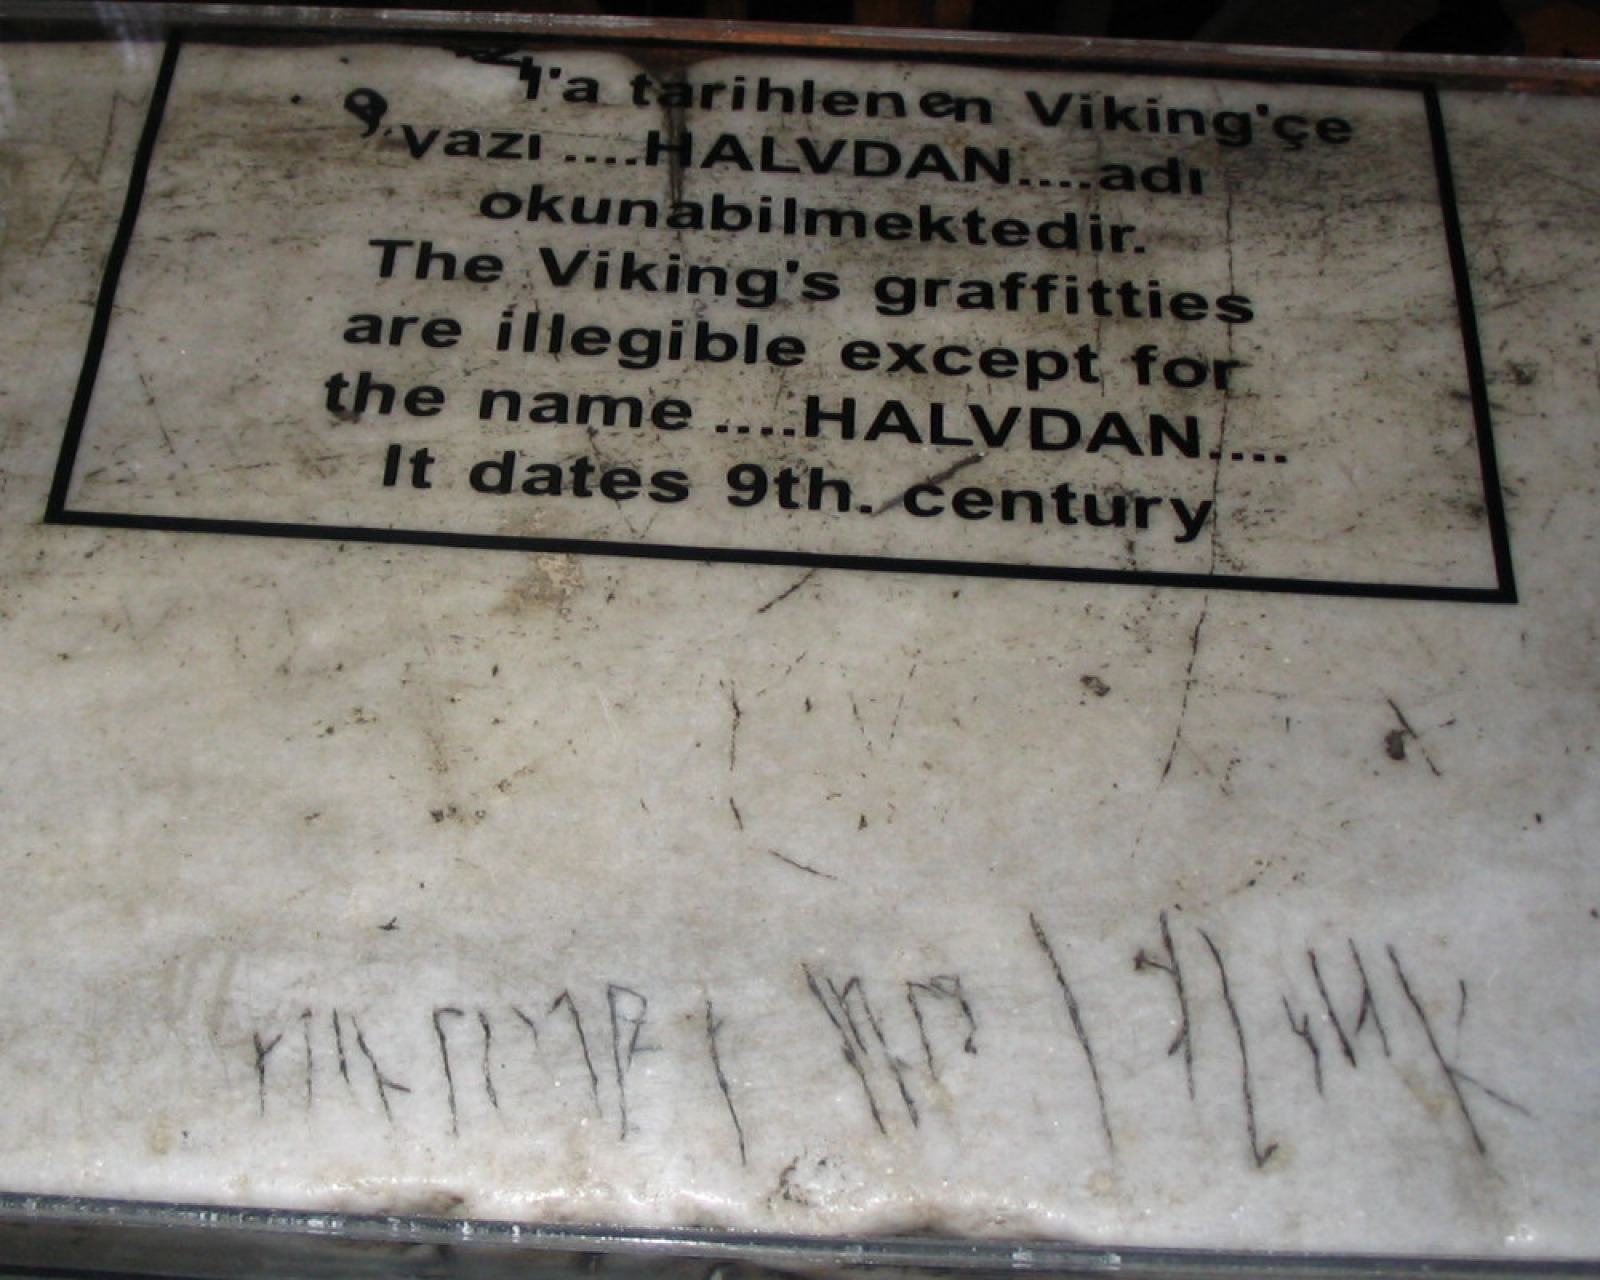 'a tarihlenen Viking'çe
yazı ....HALVDAN....adı
okunabilmektedir.
The Viking's graffitties
are illegible except for
the name ....HALVDAN....
It dates 9th. century